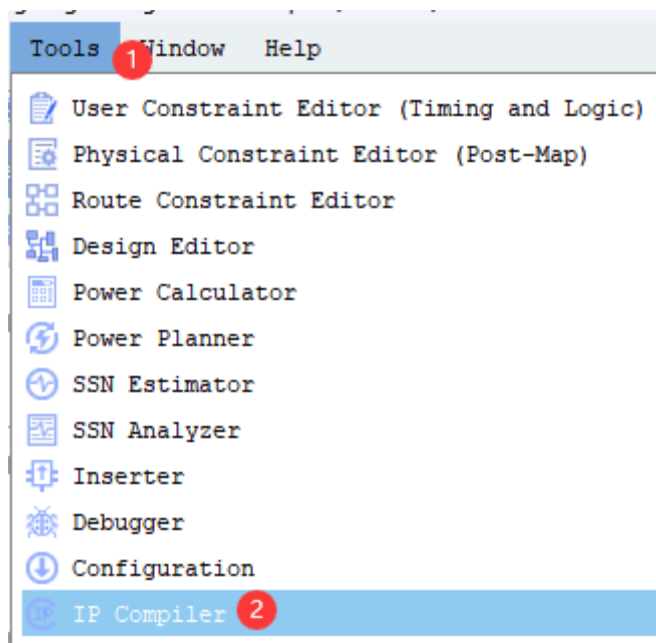 Tools 1 Window Help
User Constraint Editor (Timing and Logic)
Physical Constraint Editor (Post-Map)
Route Constraint Editor
Design Editor
Power Calculator
Power Planner
SSN Estimator
SSN Analyzer
Inserter
Debugger
Configuration
IP IP Compiler 2